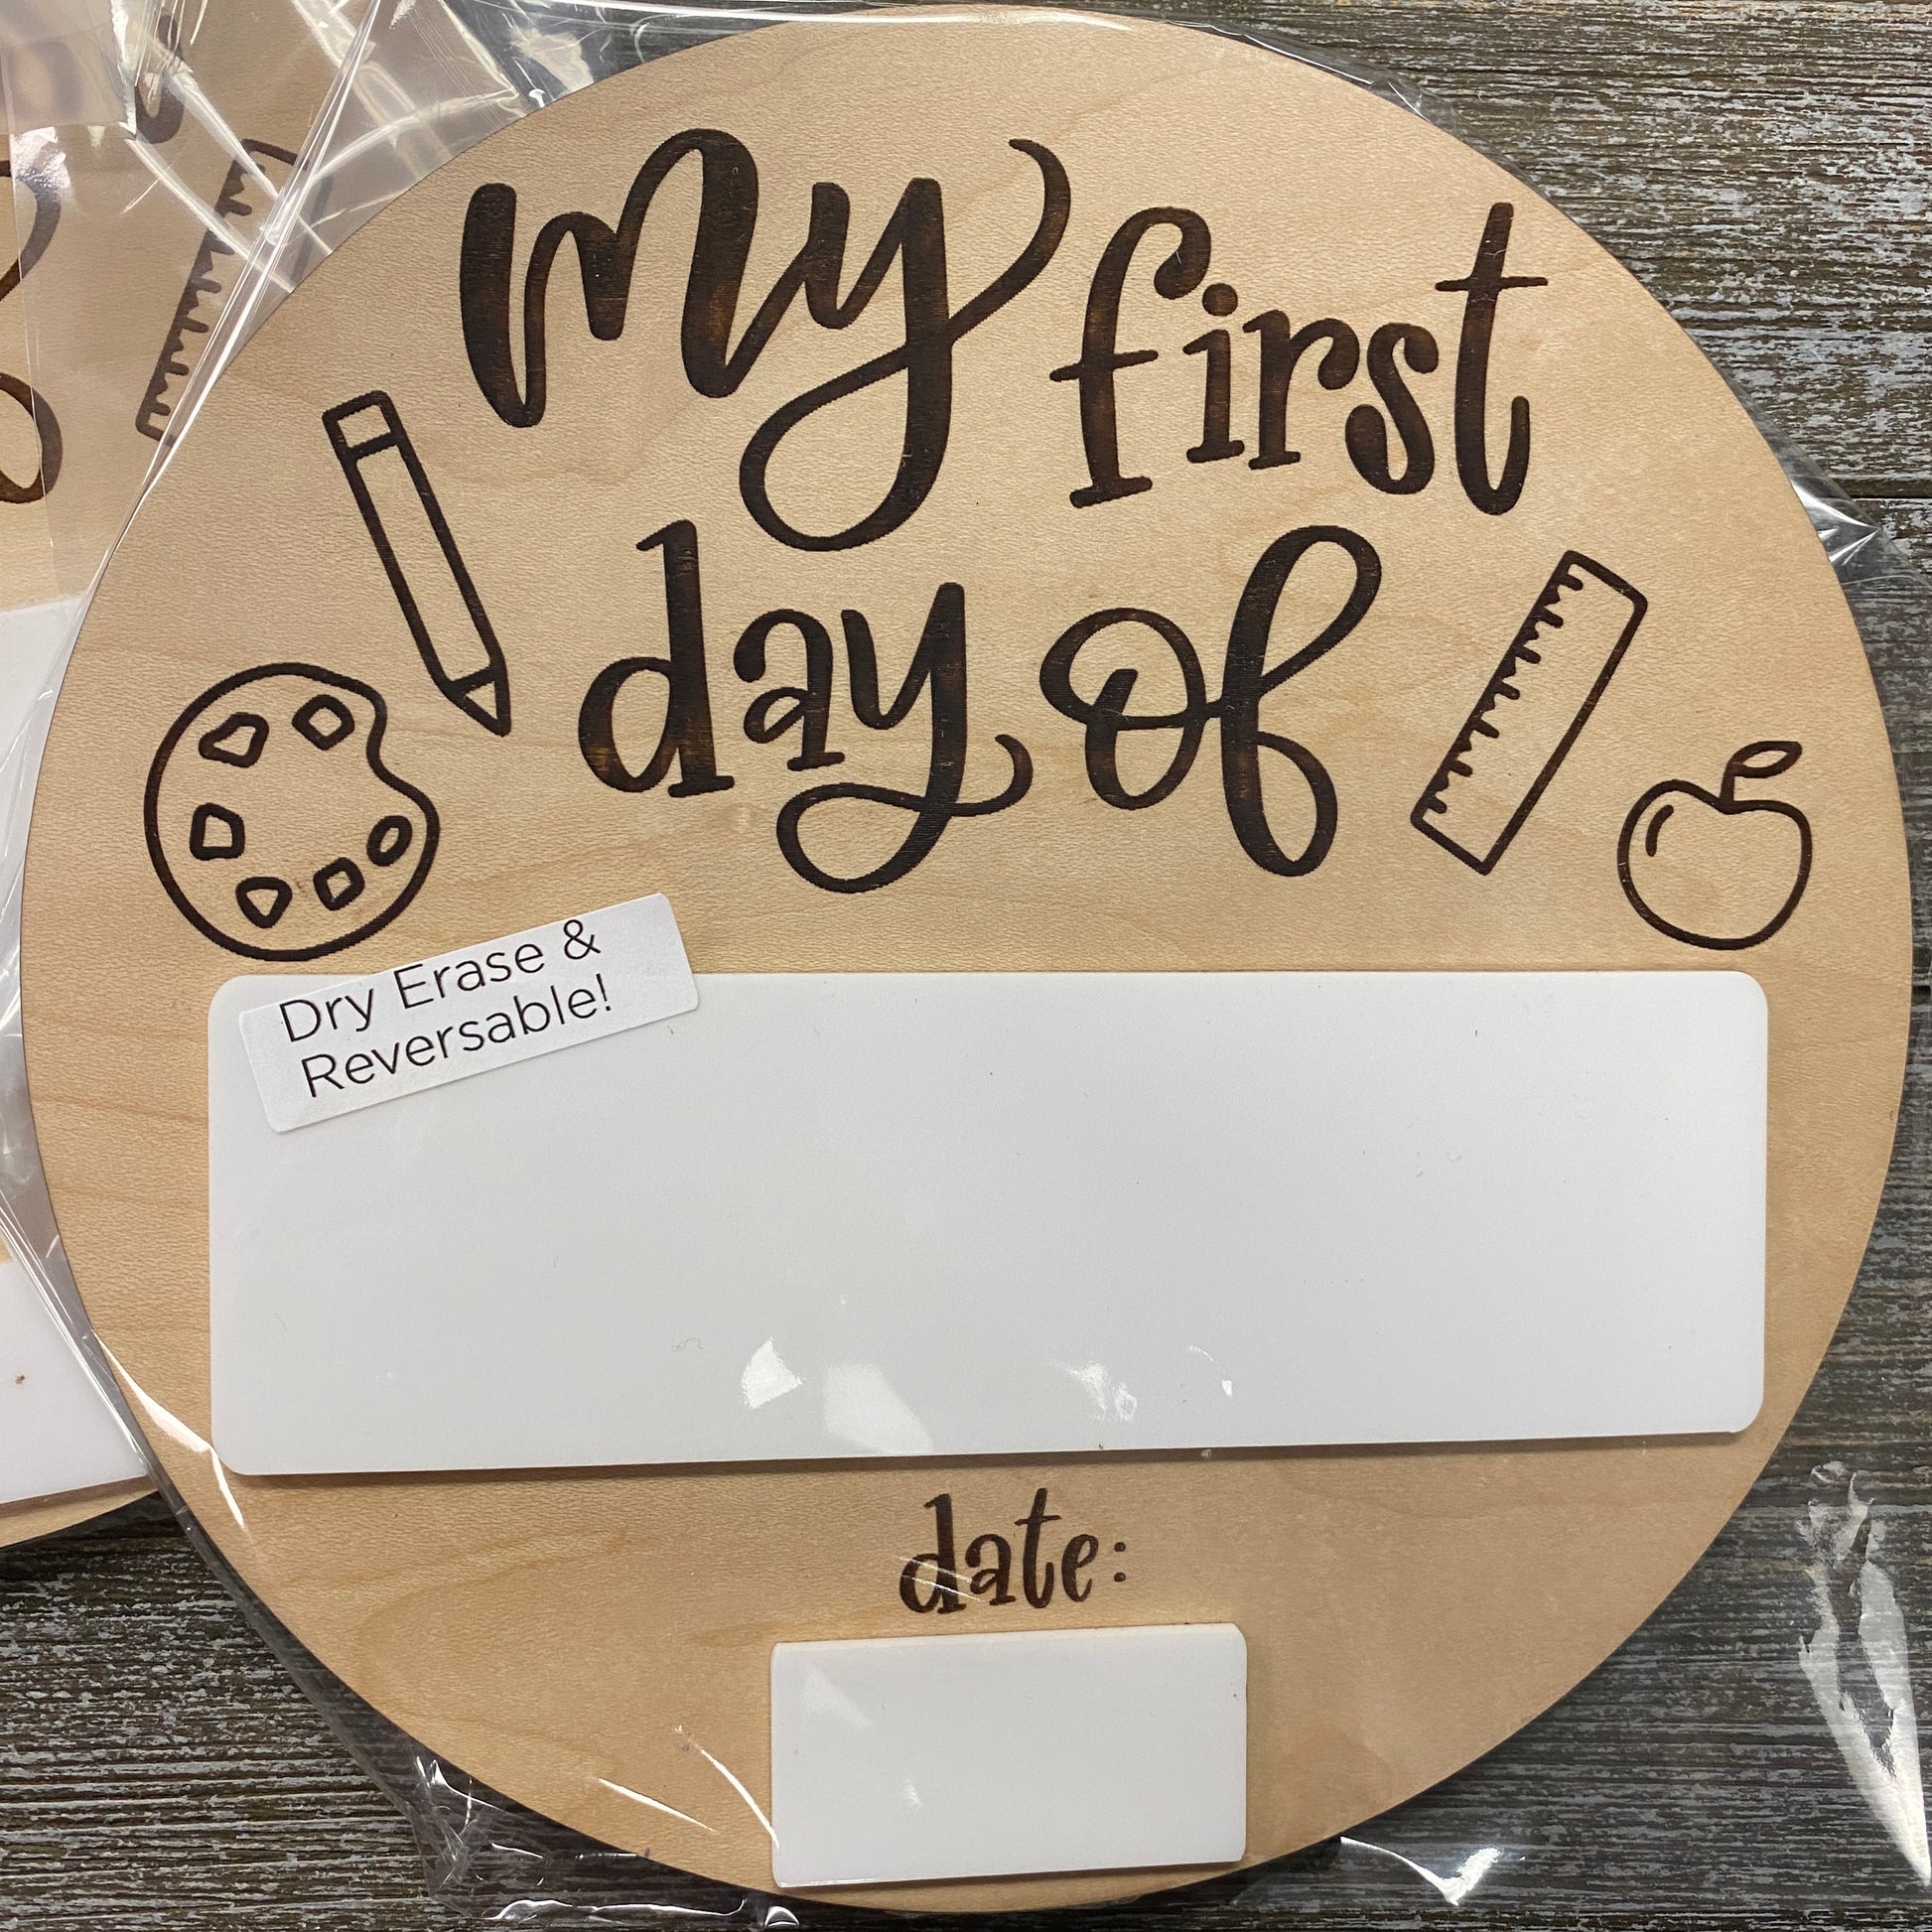 my first
day of
Dry Erase &
Reversable!
date: